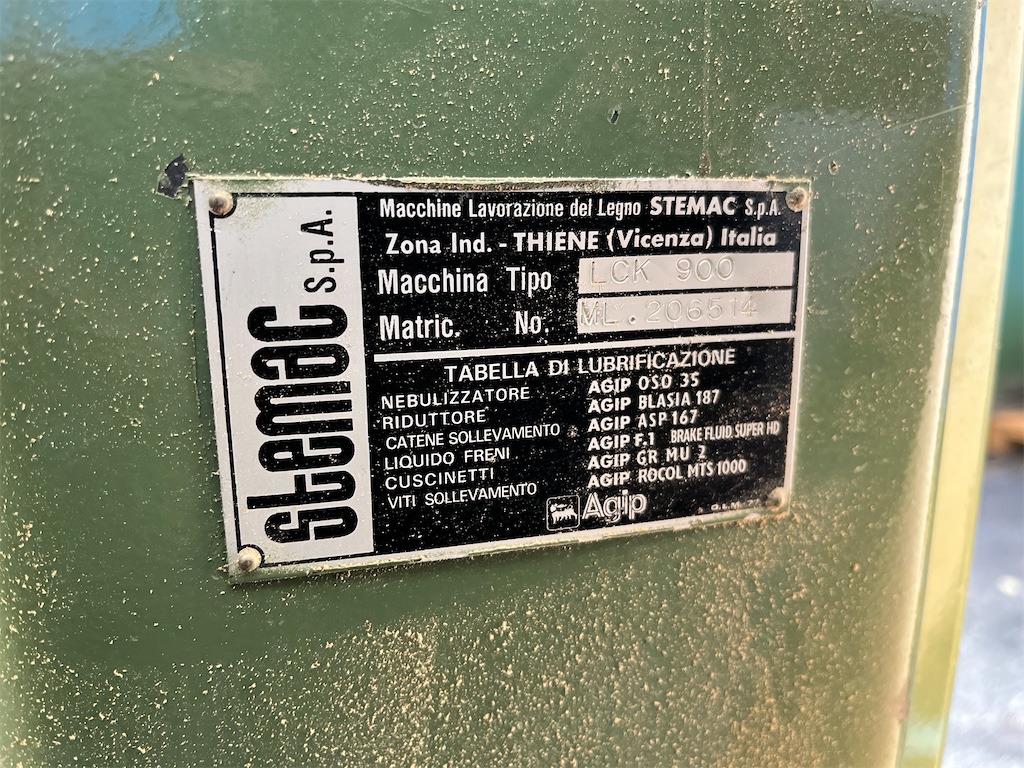 stemac S.p.A.
Macchine Lavorazione del Legno STEMAC S.p.A.
Zona Ind. - THIENE (Vicenza) Italia
Macchina Tipo LCK 900
Matric. No. ML.206514
TABELLA DI LUBRIFICAZIONE
NEBULIZZATORE AGIP OSO 35
RIDUTTORE AGIP BLASIA 187
CATENE SOLLEVAMENTO AGIP ASP 167
LIQUIDO FRENI AGIP F.1 BRAKE FLUID SUPER HD
CUSCINETTI AGIP GR MU 2
VITI SOLLEVAMENTO AGIP ROCOL MTS 1000
Agip